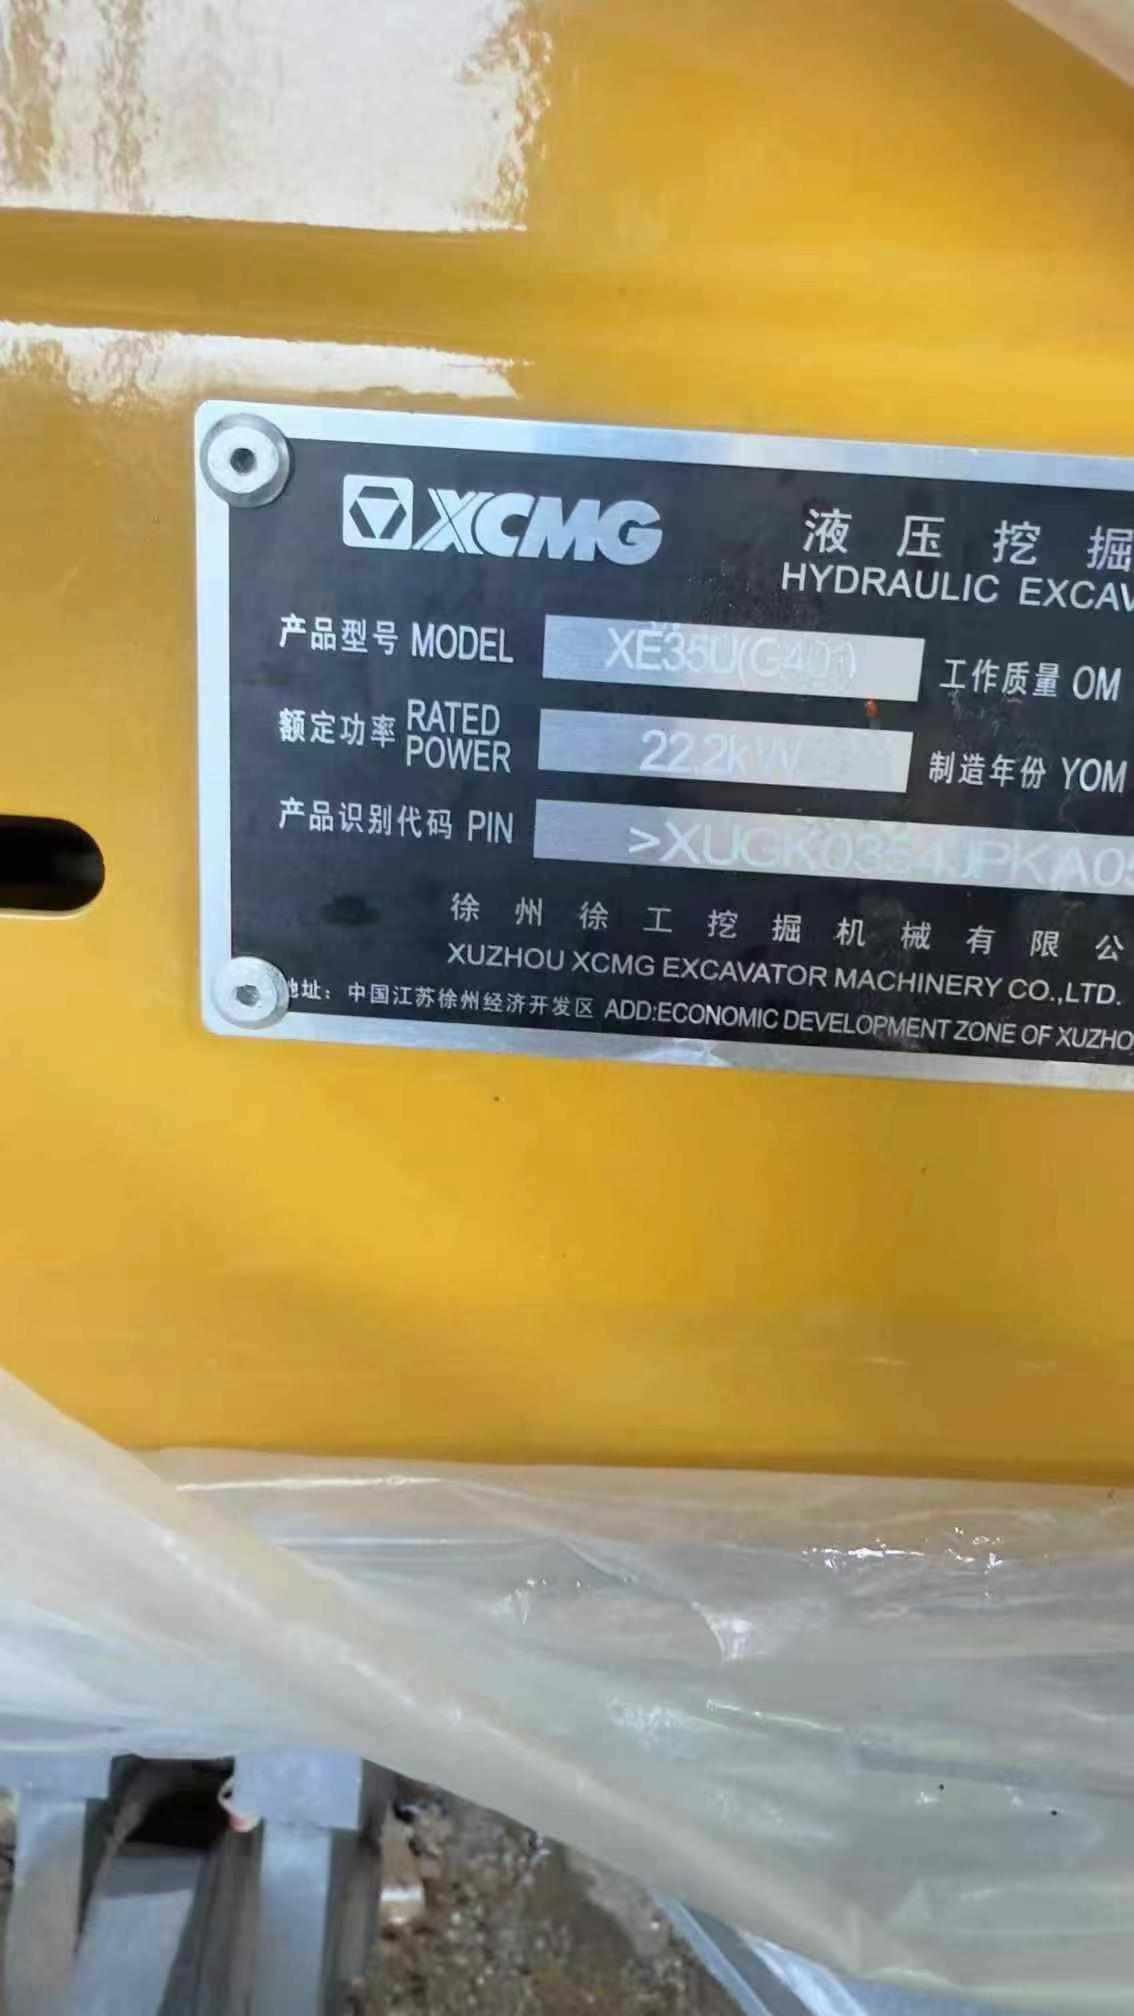 XCMG
液压挖掘
HYDRAULIC EXCAV
产品型号 MODEL XE35U(G401) 工作质量 OM
额定功率 RATED POWER 22.2kW 制造年份 YOM
产品识别代码 PIN >XUGK0354JPKA05
徐州徐工挖掘机械有限公
XUZHOU XCMG EXCAVATOR MACHINERY CO.,LTD.
地址：中国江苏徐州经济开发区 ADD:ECONOMIC DEVELOPMENT ZONE OF XUZHO